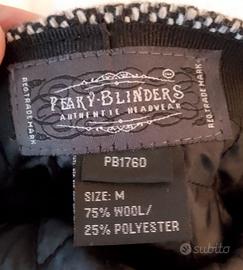 REG TRADE MARK
PEAKY BLINDERS
AUTHENTIC HEADWEAR
REG TRADE MARK
PB1760
SIZE: M
75% WOOL/
25% POLYESTER
subito